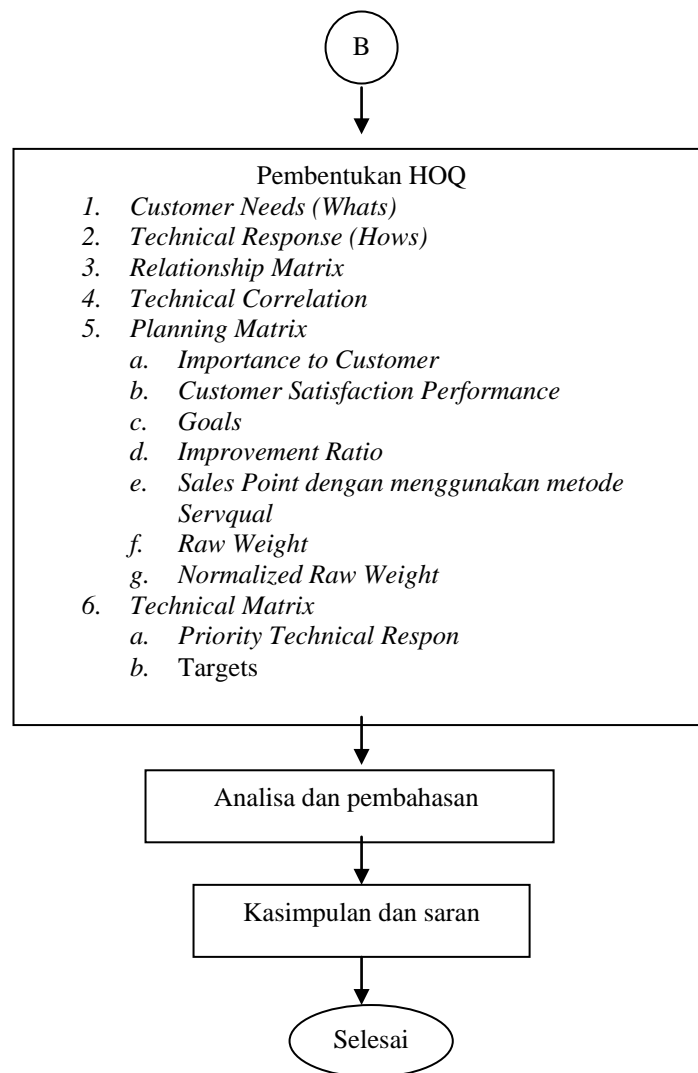 B
Pembentukan HOQ
1. Customer Needs (Whats)
2. Technical Response (Hows)
3. Relationship Matrix
4. Technical Correlation
5. Planning Matrix
a. Importance to Customer
b. Customer Satisfaction Performance
c. Goals
d. Improvement Ratio
e. Sales Point dengan menggunakan metode
Servqual
f. Raw Weight
g. Normalized Raw Weight
6. Technical Matrix
a. Priority Technical Respon
b. Targets
Analisa dan pembahasan
Kasimpulan dan saran
Selesai